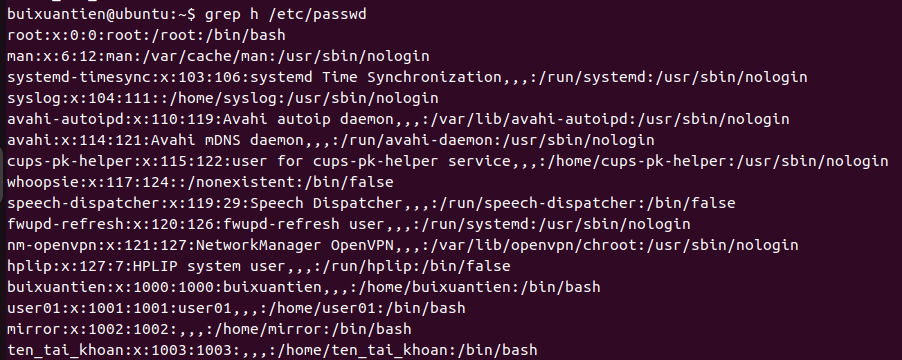 buixuantien@ubuntu:~$ grep h /etc/passwd
root:x:0:0:root:/root:/bin/bash
man:x:6:12:man:/var/cache/man:/usr/sbin/nologin
systemd-timesync:x:103:106:systemd Time Synchronization,,,:/run/systemd:/usr/sbin/nologin
syslog:x:104:111::/home/syslog:/usr/sbin/nologin
avahi-autoipd:x:110:119:Avahi autoip daemon,,,:/var/lib/avahi-autoipd:/usr/sbin/nologin
avahi:x:114:121:Avahi mDNS daemon,,,:/run/avahi-daemon:/usr/sbin/nologin
cups-pk-helper:x:115:122:user for cups-pk-helper service,,,:/home/cups-pk-helper:/usr/sbin/nologin
whoopsie:x:117:124::/nonexistent:/bin/false
speech-dispatcher:x:119:29:Speech Dispatcher,,,:/run/speech-dispatcher:/bin/false
fwupd-refresh:x:120:126:fwupd-refresh user,,,:/run/systemd:/usr/sbin/nologin
nm-openvpn:x:121:127:NetworkManager OpenVPN,,,:/var/lib/openvpn/chroot:/usr/sbin/nologin
hplip:x:127:7:HPLIP system user,,,:/run/hplip:/bin/false
buixuantien:x:1000:1000:buixuantien,,,:/home/buixuantien:/bin/bash
user01:x:1001:1001:user01,,,:/home/user01:/bin/bash
mirror:x:1002:1002:,,,:/home/mirror:/bin/bash
ten_tai_khoan:x:1003:1003:,,,:/home/ten_tai_khoan:/bin/bash